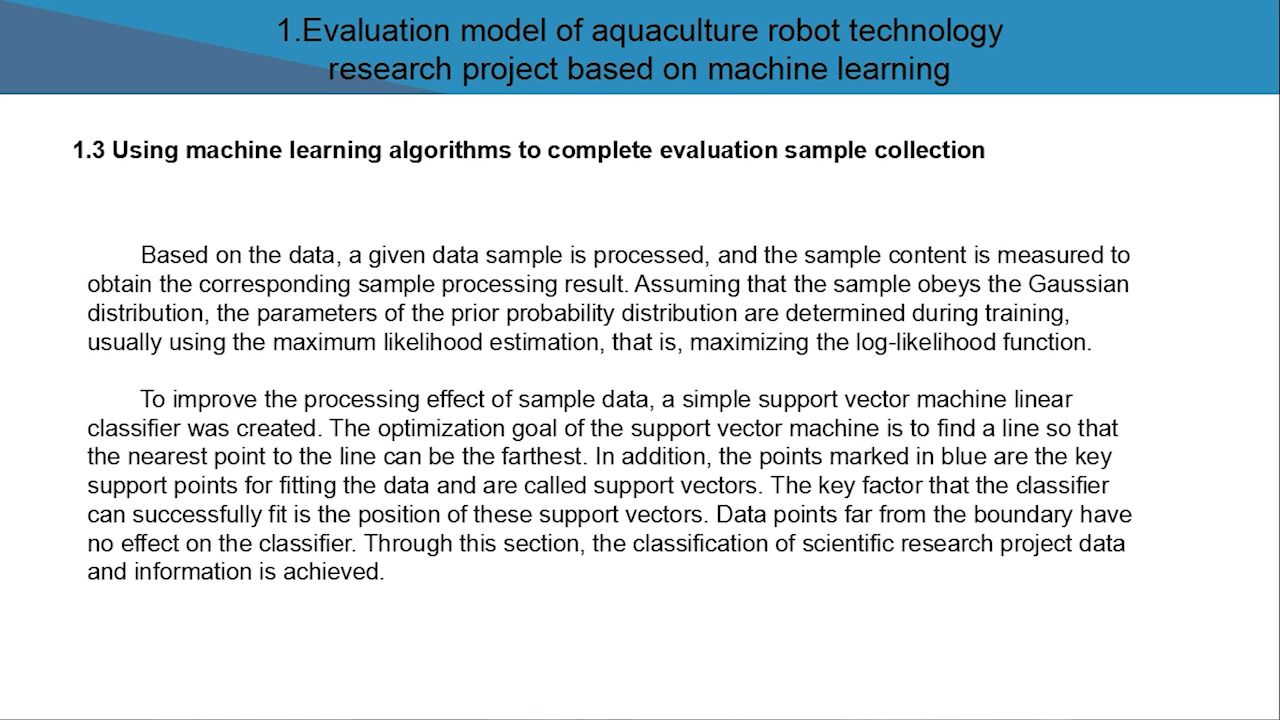 1.Evaluation model of aquaculture robot technology
research project based on machine learning
1.3 Using machine learning algorithms to complete evaluation sample collection
Based on the data, a given data sample is processed, and the sample content is measured to
obtain the corresponding sample processing result. Assuming that the sample obeys the Gaussian
distribution, the parameters of the prior probability distribution are determined during training,
usually using the maximum likelihood estimation, that is, maximizing the log-likelihood function.
To improve the processing effect of sample data, a simple support vector machine linear
classifier was created. The optimization goal of the support vector machine is to find a line so that
the nearest point to the line can be the farthest. In addition, the points marked in blue are the key
support points for fitting the data and are called support vectors. The key factor that the classifier
can successfully fit is the position of these support vectors. Data points far from the boundary have
no effect on the classifier. Through this section, the classification of scientific research project data
and information is achieved.